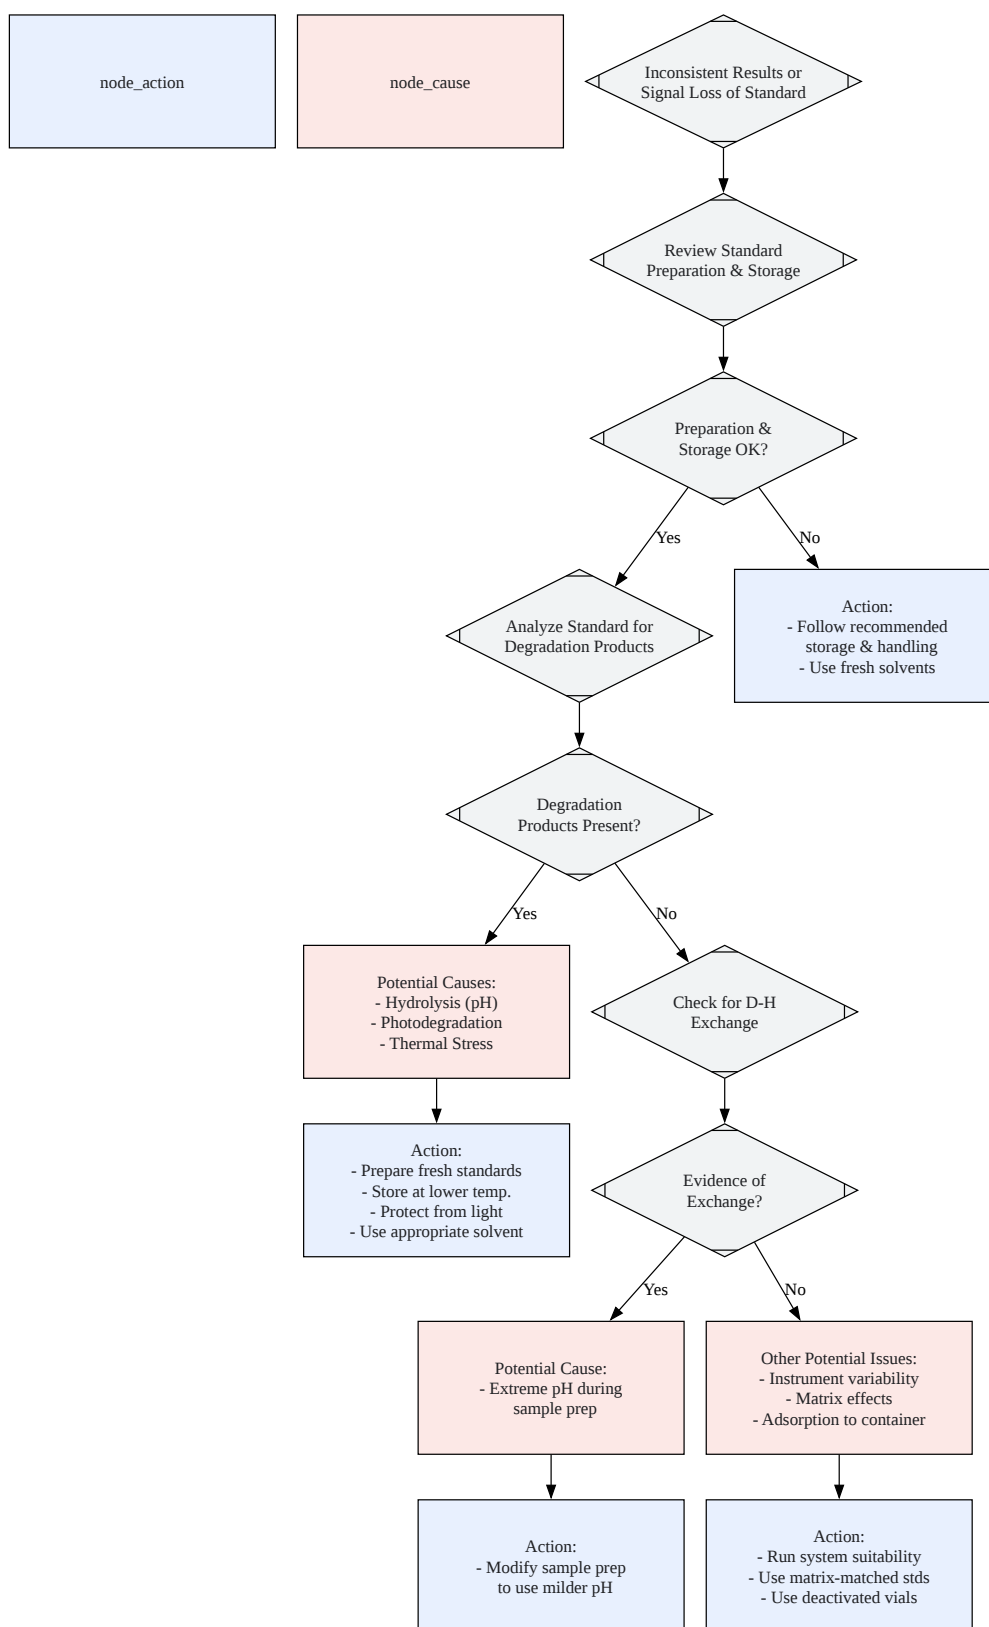 node_action
node_cause
Inconsistent Results or
Signal Loss of Standard
Review Standard
Preparation & Storage
Preparation &
Storage OK?
Yes
No
Analyze Standard for
Degradation Products
Action:
- Follow recommended
storage & handling
- Use fresh solvents
Degradation
Products Present?
Yes
No
Potential Causes:
- Hydrolysis (pH)
- Photodegradation
- Thermal Stress
Check for D-H
Exchange
Action:
- Prepare fresh standards
- Store at lower temp.
- Protect from light
- Use appropriate solvent
Evidence of
Exchange?
Yes
No
Potential Cause:
- Extreme pH during
sample prep
Other Potential Issues:
- Instrument variability
- Matrix effects
- Adsorption to container
Action:
- Modify sample prep
to use milder pH
Action:
- Run system suitability
- Use matrix-matched stds
- Use deactivated vials